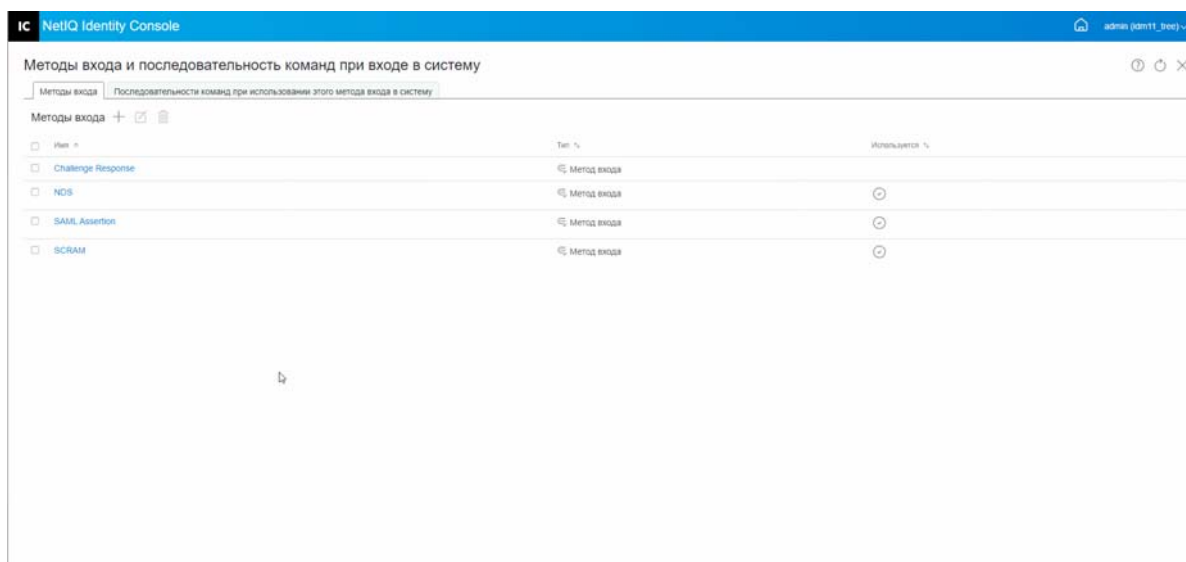 IC NetIQ Identity Console admin (idm11_tree)
Методы входа и последовательность команд при входе в систему
Методы входа Последовательности команд при использовании этого метода входа в систему
Методы входа
Имя Тип Используется
Challenge Response Метод входа
NDS Метод входа
SAML Assertion Метод входа
SCRAM Метод входа